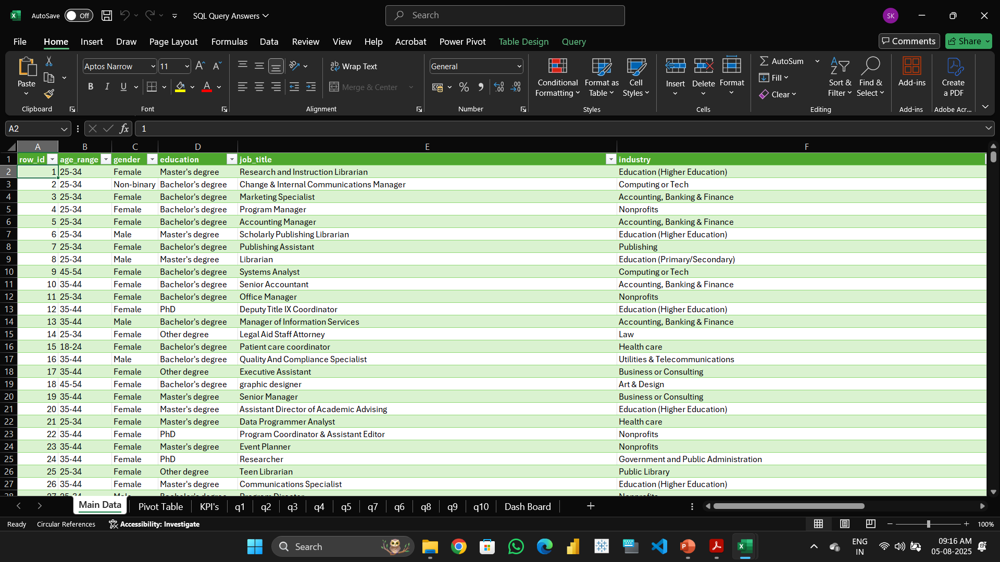 AutoSave Off SQL Query Answers Search SK
File Home Insert Draw Page Layout Formulas Data Review View Help Acrobat Power Pivot Table Design Query Comments Share
Paste Aptos Narrow 11 Wrap Text General Conditional Formatting Format as Table Cell Styles Insert Delete Format AutoSum Fill Clear Sort & Filter Find & Select Add-ins Create a PDF
B I U A Merge & Center % .00
Clipboard Font Alignment Number Styles Cells Editing Add-ins Adobe Acr...
A2 fx 1
A B C D E F
1 row_id age_range gender education job_title industry
2 1 25-34 Female Master's degree Research and Instruction Librarian Education (Higher Education)
3 2 25-34 Non-binary Bachelor's degree Change & Internal Communications Manager Computing or Tech
4 3 25-34 Female Bachelor's degree Marketing Specialist Accounting, Banking & Finance
5 4 25-34 Female Bachelor's degree Program Manager Nonprofits
6 5 25-34 Female Bachelor's degree Accounting Manager Accounting, Banking & Finance
7 6 25-34 Male Master's degree Scholarly Publishing Librarian Education (Higher Education)
8 7 25-34 Female Bachelor's degree Publishing Assistant Publishing
9 8 25-34 Male Master's degree Librarian Education (Primary/Secondary)
10 9 45-54 Female Bachelor's degree Systems Analyst Computing or Tech
11 10 35-44 Female Bachelor's degree Senior Accountant Accounting, Banking & Finance
12 11 25-34 Female Bachelor's degree Office Manager Nonprofits
13 12 35-44 Female PhD Deputy Title IX Coordinator Education (Higher Education)
14 13 35-44 Male Bachelor's degree Manager of Information Services Accounting, Banking & Finance
15 14 25-34 Female Other degree Legal Aid Staff Attorney Law
16 15 18-24 Female Bachelor's degree Patient care coordinator Health care
17 16 35-44 Male Bachelor's degree Quality And Compliance Specialist Utilities & Telecommunications
18 17 35-44 Female Other degree Executive Assistant Business or Consulting
19 18 45-54 Female Bachelor's degree graphic designer Art & Design
20 19 35-44 Female Master's degree Senior Manager Business or Consulting
21 20 35-44 Female Master's degree Assistant Director of Academic Advising Education (Higher Education)
22 21 25-34 Female Master's degree Data Programmer Analyst Health care
23 22 35-44 Female PhD Program Coordinator & Assistant Editor Nonprofits
24 23 35-44 Female Master's degree Event Planner Nonprofits
25 24 35-44 Female PhD Researcher Government and Public Administration
26 25 25-34 Female Other degree Teen Librarian Public Library
27 26 35-44 Female Master's degree Communications Specialist Education (Higher Education)
28 27 25-34 Male Bachelor's degree Program Director Nonprofits
Main Data Pivot Table KPI's q1 q2 q3 q4 q5 q7 q6 q8 q9 q10 Dash Board
Ready Circular References Accessibility: Investigate 100%
Search ENG IN 09:16 AM 05-08-2025